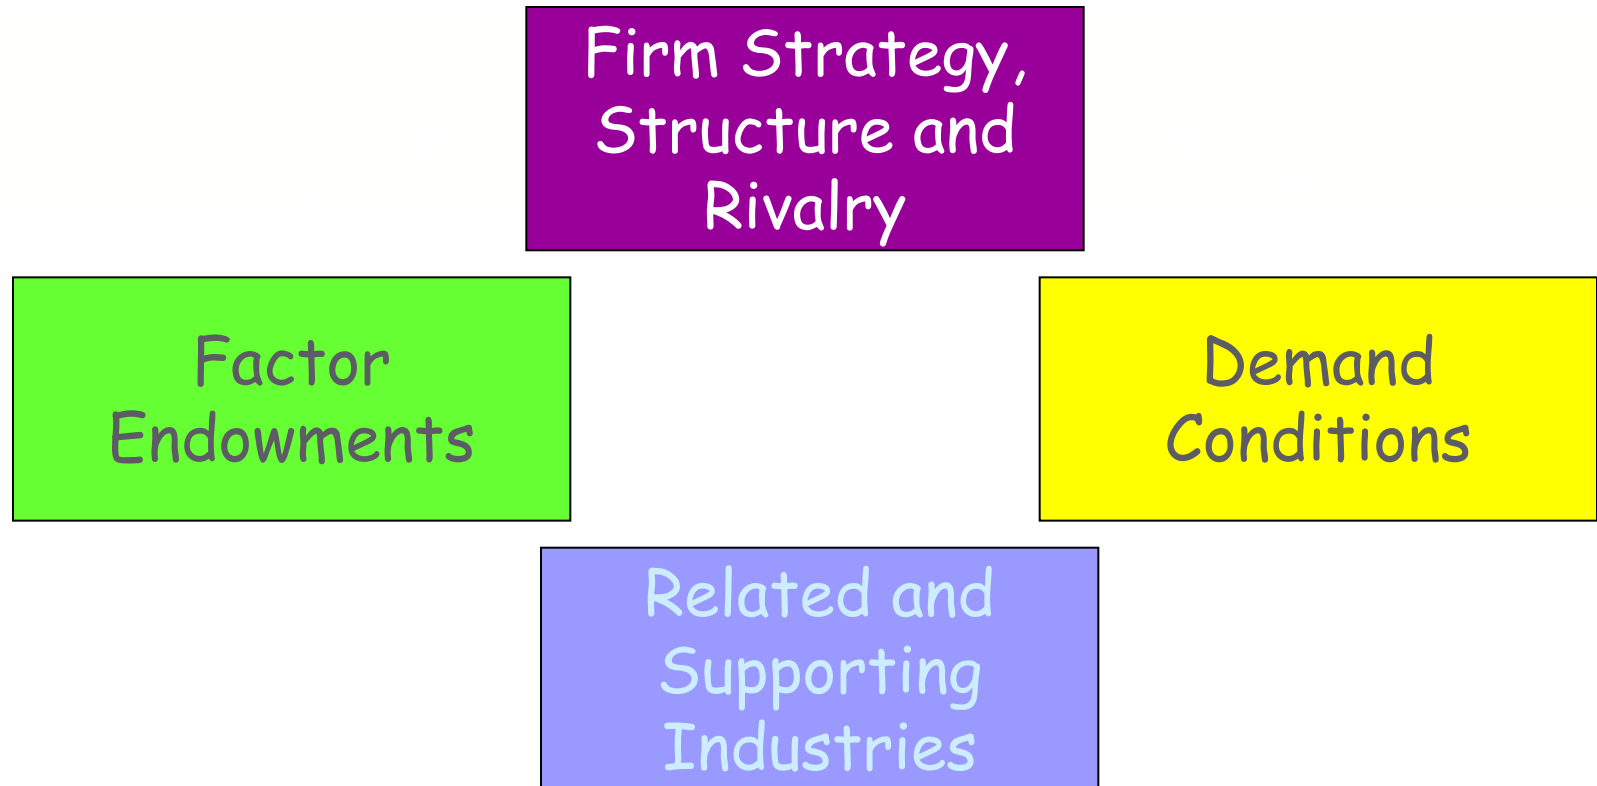 Firm Strategy,
Structure and
Rivalry
Factor
Endowments
Demand
Conditions
Related and
Supporting
Industries